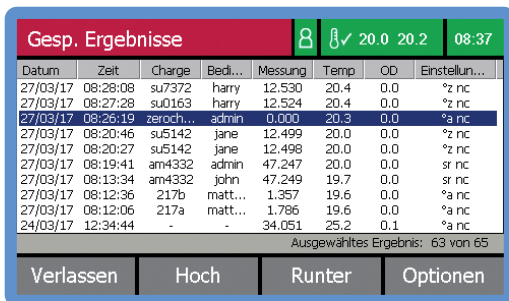 Gesp. Ergebnisse 8 ✓ 20.0 20.2 08:37
Datum Zeit Charge Bedi... Messung Temp OD Einstellun...
27/03/17 08:28:08 su7372 harry 12.530 20.4 0.0 °z nc
27/03/17 08:27:28 su0163 harry 12.524 20.4 0.0 °z nc
27/03/17 08:26:19 zeroch... admin 0.000 20.3 0.0 °a nc
27/03/17 08:20:46 su5142 jane 12.499 20.0 0.0 °z nc
27/03/17 08:20:27 su5142 jane 12.498 20.0 0.0 °z nc
27/03/17 08:19:41 am4332 admin 47.247 20.0 0.0 sr nc
27/03/17 08:13:34 am4332 john 47.249 19.7 0.0 sr nc
27/03/17 08:12:36 217b matt... 1.357 19.6 0.0 °a nc
27/03/17 08:12:06 217a matt... 1.786 19.6 0.0 °a nc
24/03/17 12:34:44 - - 34.051 25.2 0.1 °a nc
Ausgewähltes Ergebnis: 63 von 65
Verlassen Hoch Runter Optionen